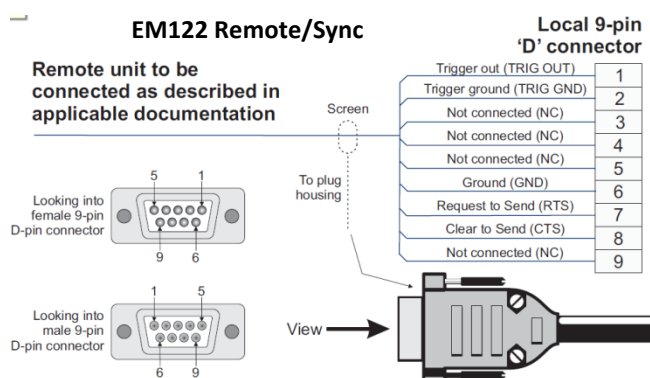 EM122 Remote/Sync
Local 9-pin
‘D’ connector
Remote unit to be
connected as described in
applicable documentation
Screen
Trigger out (TRIG OUT)
1
Trigger ground (TRIG GND)
2
Not connected (NC)
3
Not connected (NC)
4
Not connected (NC)
5
Ground (GND)
6
Request to Send (RTS)
7
Clear to Send (CTS)
8
Not connected (NC)
9
To plug
housing
5 1
Looking into
female 9-pin
D-pin connector
9 6
1 5
Looking into
male 9-pin
D-pin connector
6 9
View